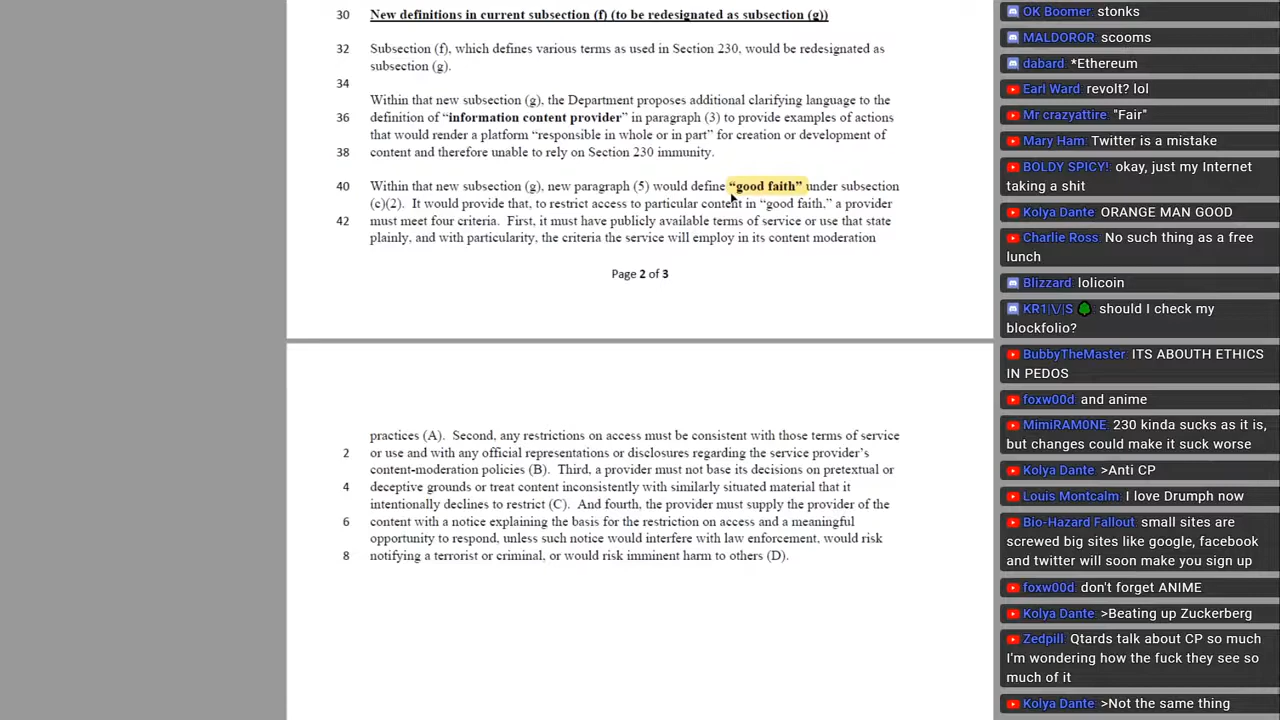 30 New definitions in current subsection (f) (to be redesignated as subsection (g))
32 Subsection (f), which defines various terms as used in Section 230, would be redesignated as
subsection (g).
34
Within that new subsection (g), the Department proposes additional clarifying language to the
36 definition of “information content provider” in paragraph (3) to provide examples of actions
that would render a platform “responsible in whole or in part” for creation or development of
38 content and therefore unable to rely on Section 230 immunity.
40 Within that new subsection (g), new paragraph (5) would define “good faith” under subsection
(c)(2). It would provide that, to restrict access to particular content in “good faith,” a provider
42 must meet four criteria. First, it must have publicly available terms of service or use that state
plainly, and with particularity, the criteria the service will employ in its content moderation
Page 2 of 3
practices (A). Second, any restrictions on access must be consistent with those terms of service
2 or use and with any official representations or disclosures regarding the service provider’s
content-moderation policies (B). Third, a provider must not base its decisions on pretextual or
4 deceptive grounds or treat content inconsistently with similarly situated material that it
intentionally declines to restrict (C). And fourth, the provider must supply the provider of the
6 content with a notice explaining the basis for the restriction on access and a meaningful
opportunity to respond, unless such notice would interfere with law enforcement, would risk
8 notifying a terrorist or criminal, or would risk imminent harm to others (D).
OK Boomer stonks
MALDOROR scooms
dabard *Ethereum
Earl Ward revolt? lol
Mr crazyattire "Fair"
Mary Ham: Twitter is a mistake
BOLDY SPICY!: okay, just my Internet
taking a shit
Kolya Dante ORANGE MAN GOOD
Charlie Ross: No such thing as a free
lunch
Blizzard: lolicoin
KR1|\/|S should I check my
blockfolio?
BubbyTheMaster: ITS ABOUTH ETHICS
IN PEDOS
foxw00d: and anime
MimiRAM0NE: 230 kinda sucks as it is,
but changes could make it suck worse
Kolya Dante >Anti CP
Louis Montcalm: I love Drumph now
Bio-Hazard Fallout small sites are
screwed big sites like google, facebook
and twitter will soon make you sign up
foxw00d: don't forget ANIME
Kolya Dante: >Beating up Zuckerberg
Zedpill: Qtards talk about CP so much
I'm wondering how the fuck they see so
much of it
Kolya Dante: >Not the same thing